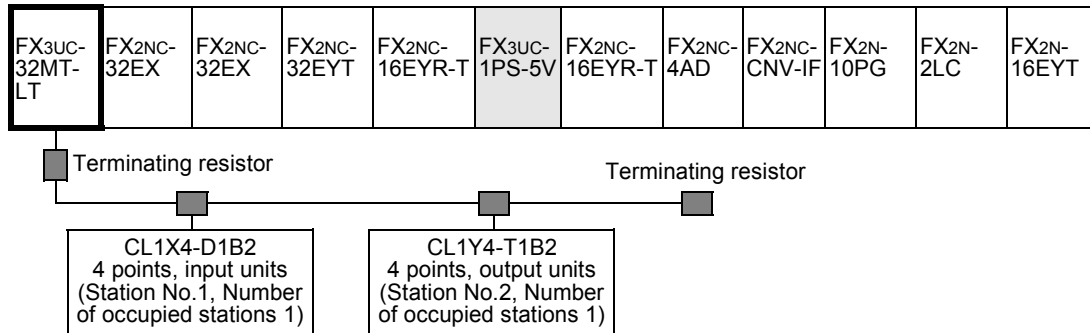 FX3UC-32MT-LT
FX2NC-32EX
FX2NC-32EX
FX2NC-32EYT
FX2NC-16EYR-T
FX3UC-1PS-5V
FX2NC-16EYR-T
FX2NC-4AD
FX2NC-CNV-IF
FX2N-10PG
FX2N-2LC
FX2N-16EYT
Terminating resistor
Terminating resistor
CL1X4-D1B2
4 points, input units
(Station No.1, Number
of occupied stations 1)
CL1Y4-T1B2
4 points, output units
(Station No.2, Number
of occupied stations 1)